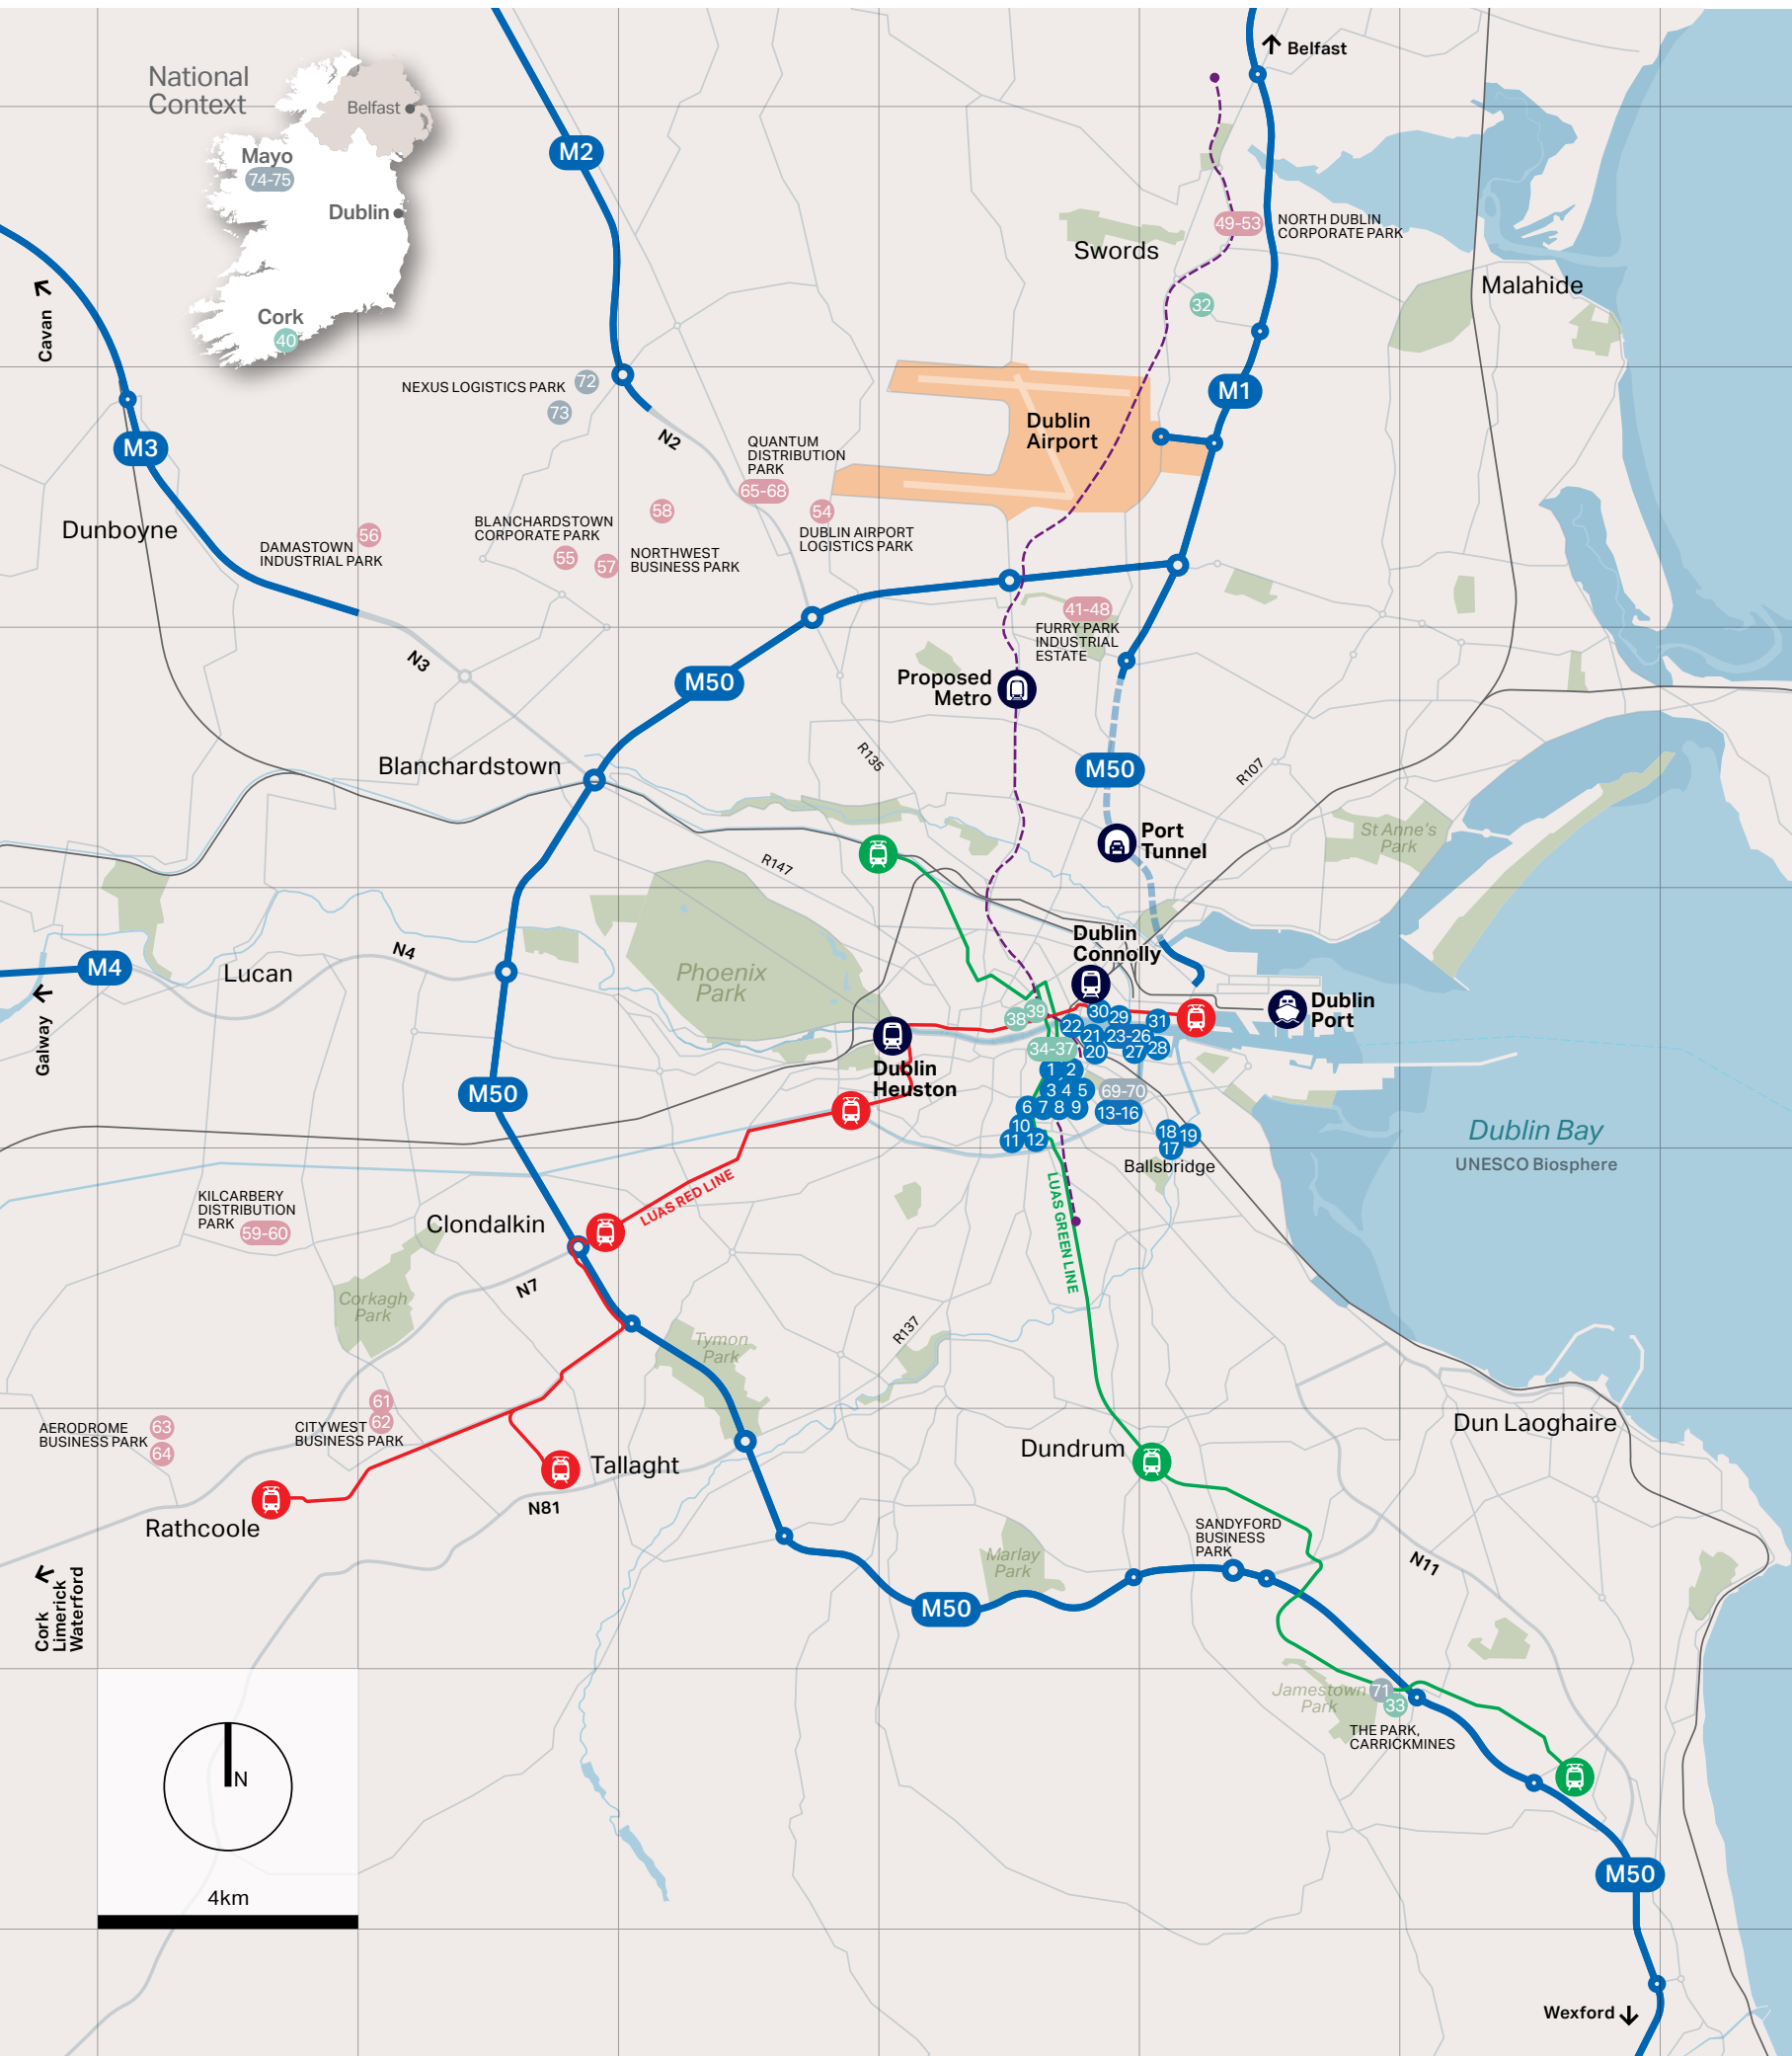 National
Context
Belfast
Mayo
74-75
Dublin
Cork
40
Belfast
M2
49-53
NORTH DUBLIN
CORPORATE PARK
Swords
Malahide
32
Cavan
NEXUS LOGISTICS PARK
72
73
M1
M3
N2
Dublin
Airport
QUANTUM
DISTRIBUTION
PARK
65-68
58
54
DUBLIN AIRPORT
LOGISTICS PARK
Dunboyne
56
DAMASTOWN
INDUSTRIAL PARK
BLANCHARDSTOWN
CORPORATE PARK
55
57
NORTHWEST
BUSINESS PARK
41-48
FURRY PARK
INDUSTRIAL
ESTATE
N3
M50
Proposed
Metro
Blanchardstown
R135
M50
R107
Port
Tunnel
St Anne's
Park
R147
Dublin
Connolly
M4
Lucan
N4
Phoenix
Park
Galway
Dublin
Port
Dublin
Heuston
38
39
30
29
31
22
21
23-26
34-37
20
27
28
1
2
3
4
5
69-70
6
7
8
9
13-16
10
11
12
18
19
17
Ballsbridge
M50
Dublin Bay
UNESCO Biosphere
KILCARBERY
DISTRIBUTION
PARK
59-60
Clondalkin
LUAS RED LINE
LUAS GREEN LINE
N7
Corkagh
Park
Tymon
Park
R137
61
62
CITYWEST
BUSINESS PARK
AERODROME
BUSINESS PARK
63
64
Dun Laoghaire
Dundrum
Tallaght
N81
Rathcoole
SANDYFORD
BUSINESS
PARK
Marlay
Park
N11
Cork
Limerick
Waterford
M50
Jamestown
Park
71
33
THE PARK,
CARRICKMINES
N
4km
M50
Wexford